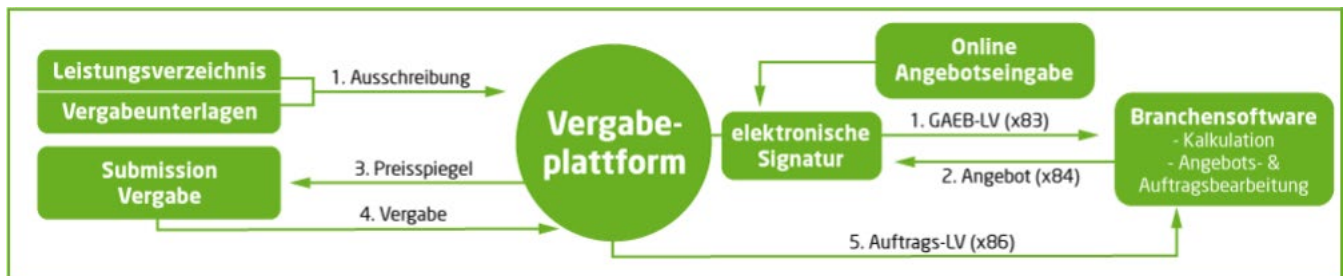 Leistungsverzeichnis
Vergabeunterlagen
1. Ausschreibung
Submission
Vergabe
3. Preisspiegel
4. Vergabe
Vergabe-
plattform
Online
Angebotseingabe
elektronische
Signatur
1. GAEB-LV (x83)
2. Angebot (x84)
Branchensoftware
- Kalkulation
- Angebots- &
Auftragsbearbeitung
5. Auftrags-LV (x86)